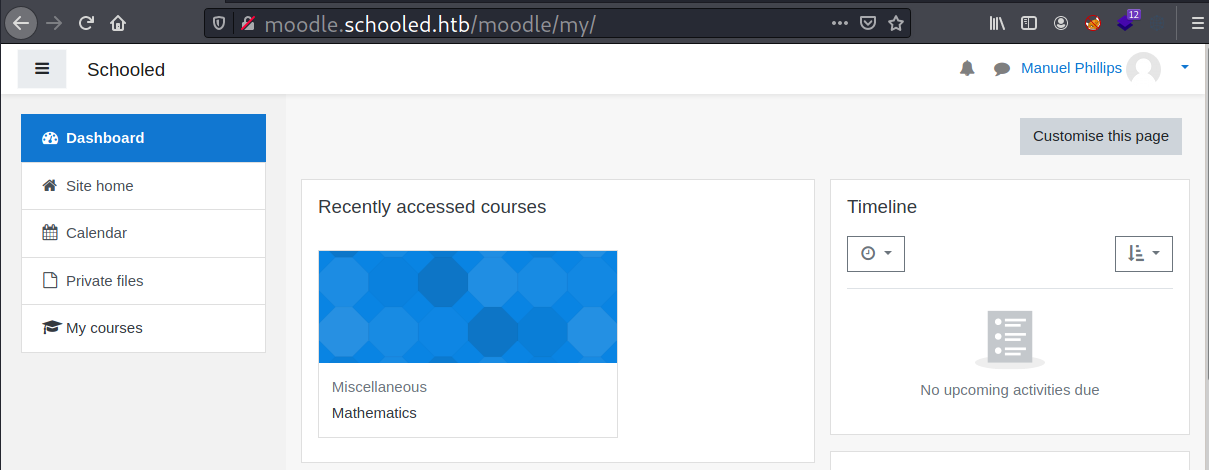 moodle.schooled.htb/moodle/my/
12
Schooled
Manuel Phillips
Dashboard
Site home
Calendar
Private files
My courses
Customise this page
Recently accessed courses
Miscellaneous
Mathematics
Timeline
No upcoming activities due